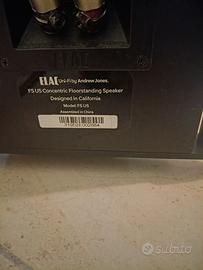 ELAC
ELAC Uni-Fi by Andrew Jones.
FS U5 Concentric Floorstanding Speaker
Designed in California
Model FS U5
Assembled in China
subito